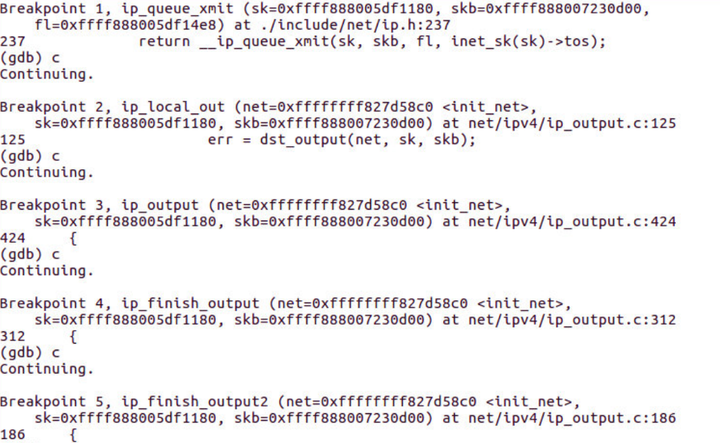 Breakpoint 1, ip_queue_xmit (sk=0xffff888005df1180, skb=0xffff888007230d00,
    fl=0xffff888005df14e8) at ./include/net/ip.h:237
237             return __ip_queue_xmit(sk, skb, fl, inet_sk(sk)->tos);
(gdb) c
Continuing.

Breakpoint 2, ip_local_out (net=0xffffffff827d58c0 <init_net>,
    sk=0xffff888005df1180, skb=0xffff888007230d00) at net/ipv4/ip_output.c:125
125                     err = dst_output(net, sk, skb);
(gdb) c
Continuing.

Breakpoint 3, ip_output (net=0xffffffff827d58c0 <init_net>,
    sk=0xffff888005df1180, skb=0xffff888007230d00) at net/ipv4/ip_output.c:424
424     {
(gdb) c
Continuing.

Breakpoint 4, ip_finish_output (net=0xffffffff827d58c0 <init_net>,
    sk=0xffff888005df1180, skb=0xffff888007230d00) at net/ipv4/ip_output.c:312
312     {
(gdb) c
Continuing.

Breakpoint 5, ip_finish_output2 (net=0xffffffff827d58c0 <init_net>,
    sk=0xffff888005df1180, skb=0xffff888007230d00) at net/ipv4/ip_output.c:186
186     {